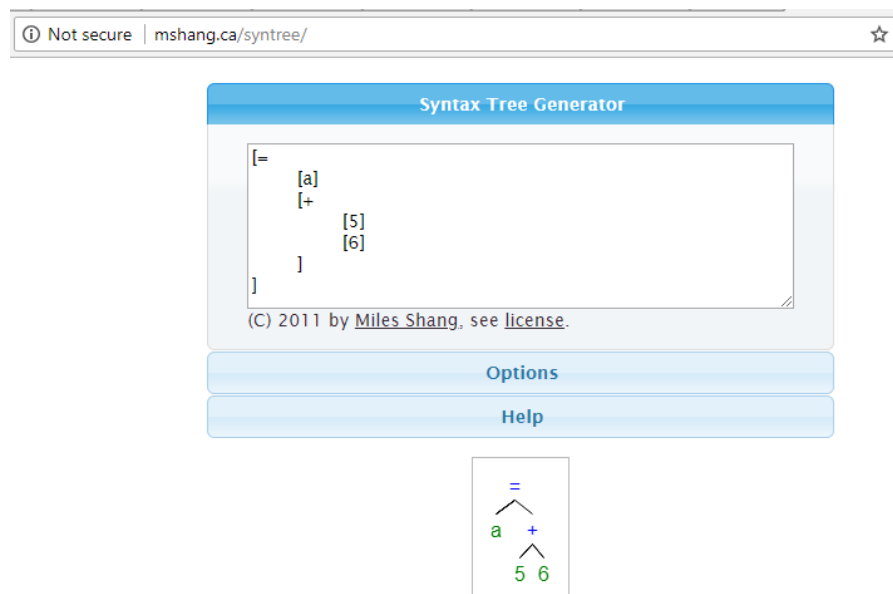 Not secure mshang.ca/syntree/
Syntax Tree Generator
[=
[a]
[+
[5]
[6]
]
]
(C) 2011 by Miles Shang, see license.
Options
Help
=
a +
5 6